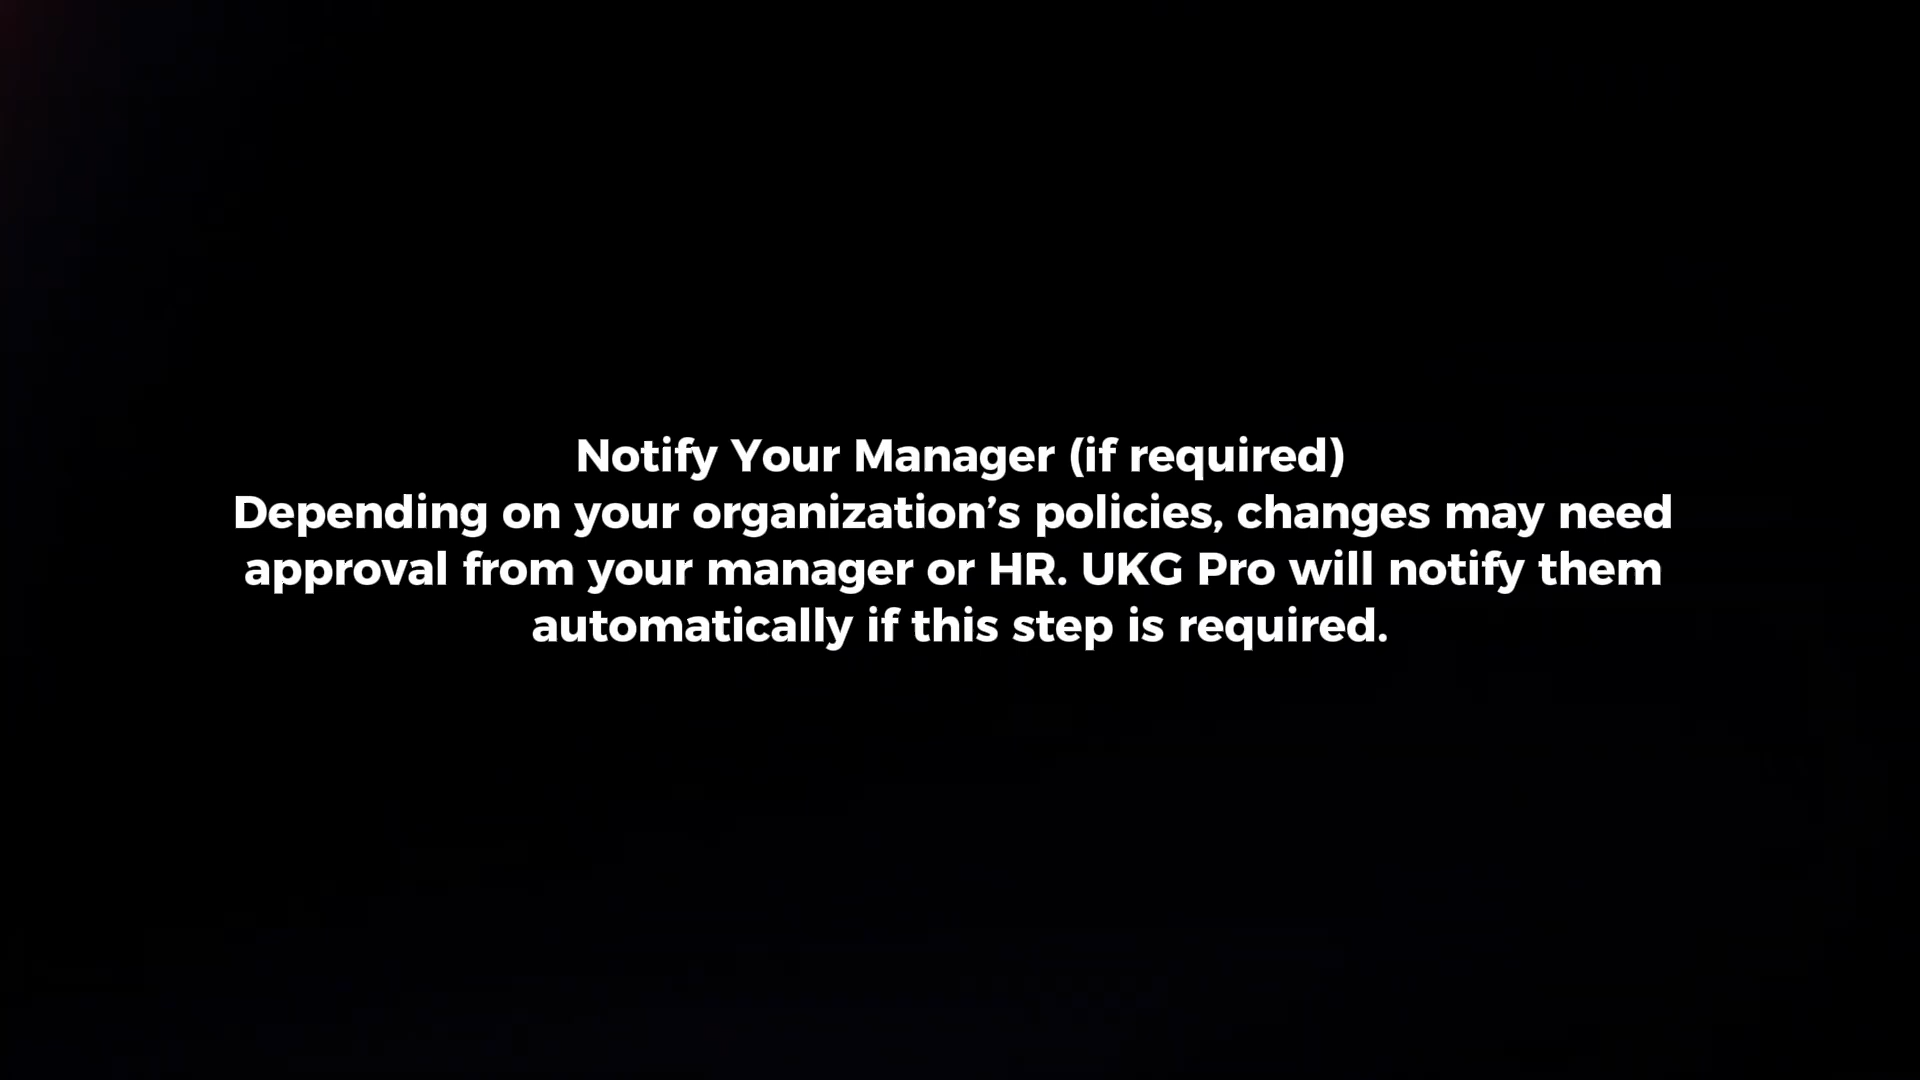 Notify Your Manager (if required)
Depending on your organization’s policies, changes may need
approval from your manager or HR. UKG Pro will notify them
automatically if this step is required.